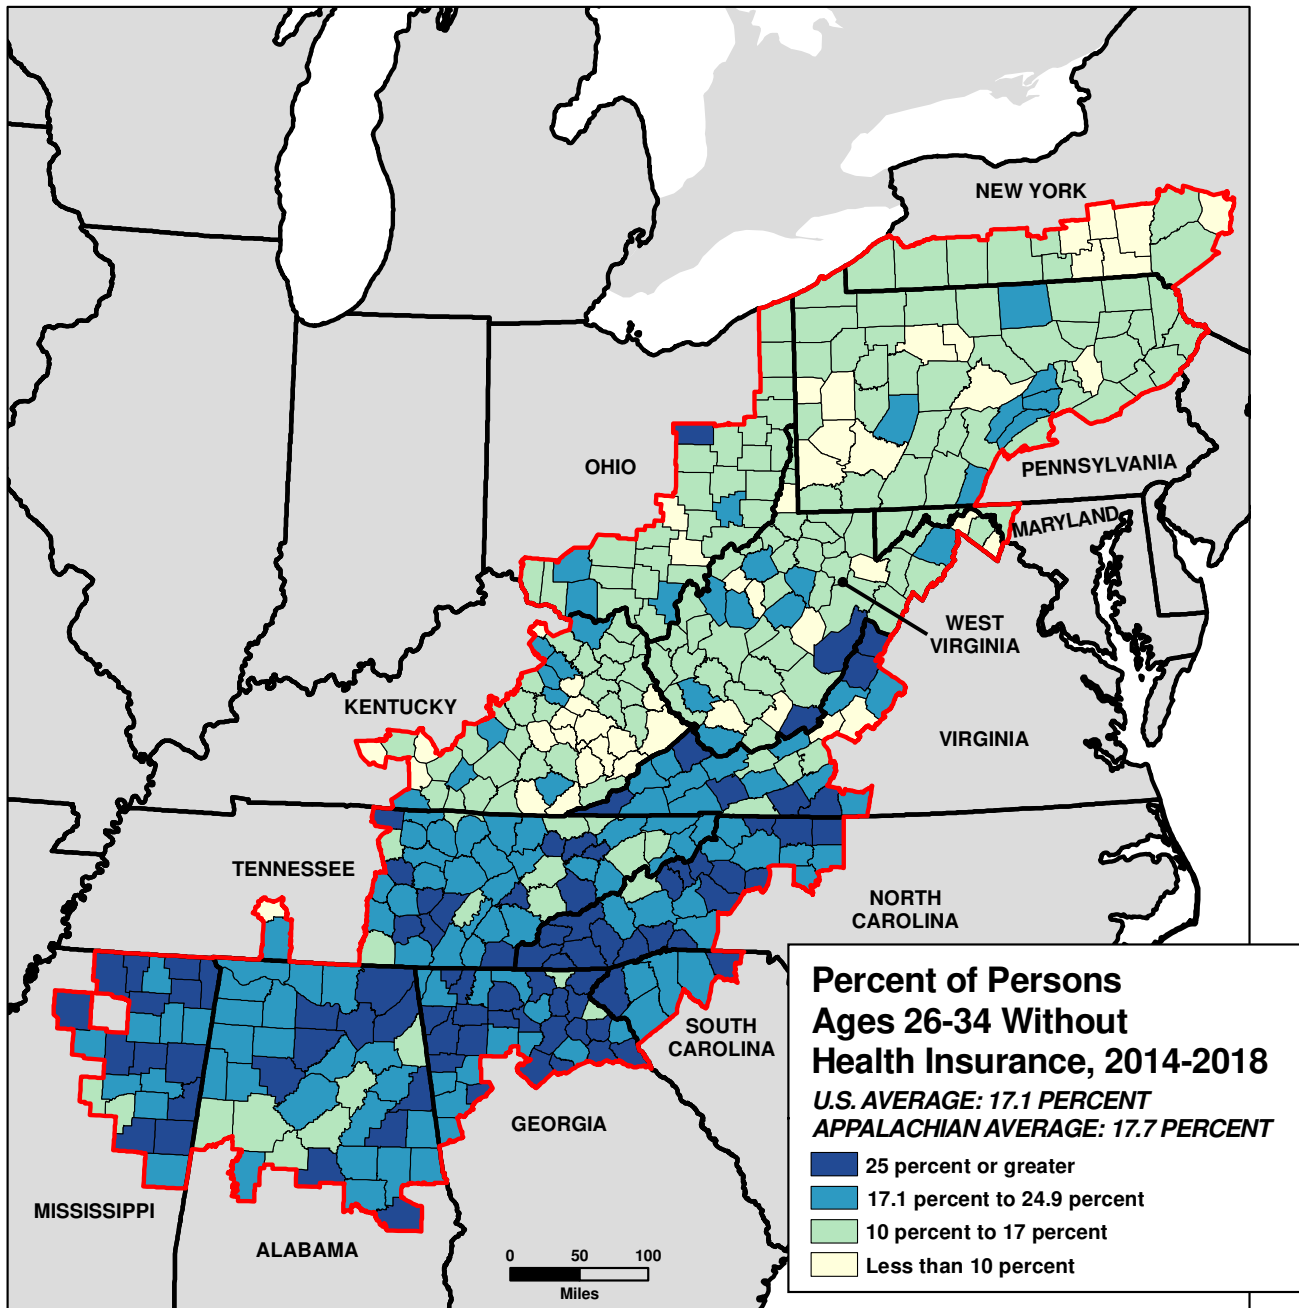 NEW YORK
OHIO
PENNSYLVANIA
MARYLAND
WEST
VIRGINIA
KENTUCKY
VIRGINIA
TENNESSEE
NORTH
CAROLINA
SOUTH
CAROLINA
GEORGIA
MISSISSIPPI
ALABAMA
0 50 100
Miles
Percent of Persons
Ages 26-34 Without
Health Insurance, 2014-2018
U.S. AVERAGE: 17.1 PERCENT
APPALACHIAN AVERAGE: 17.7 PERCENT
25 percent or greater
17.1 percent to 24.9 percent
10 percent to 17 percent
Less than 10 percent